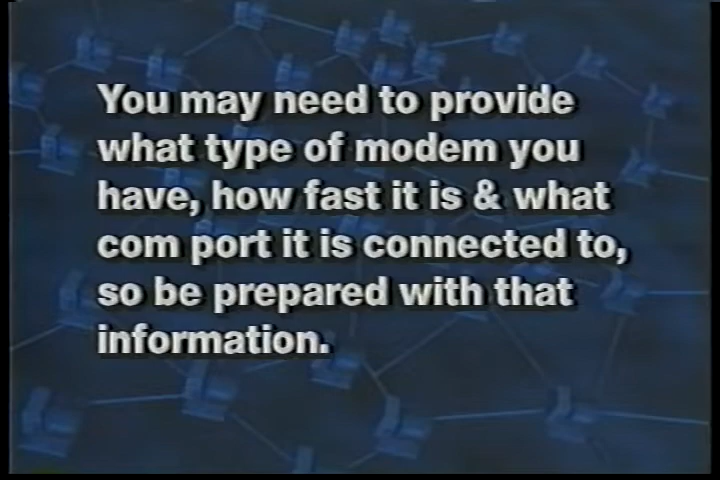 You may need to provide
what type of modem you
have, how fast it is & what
com port it is connected to,
so be prepared with that
information.